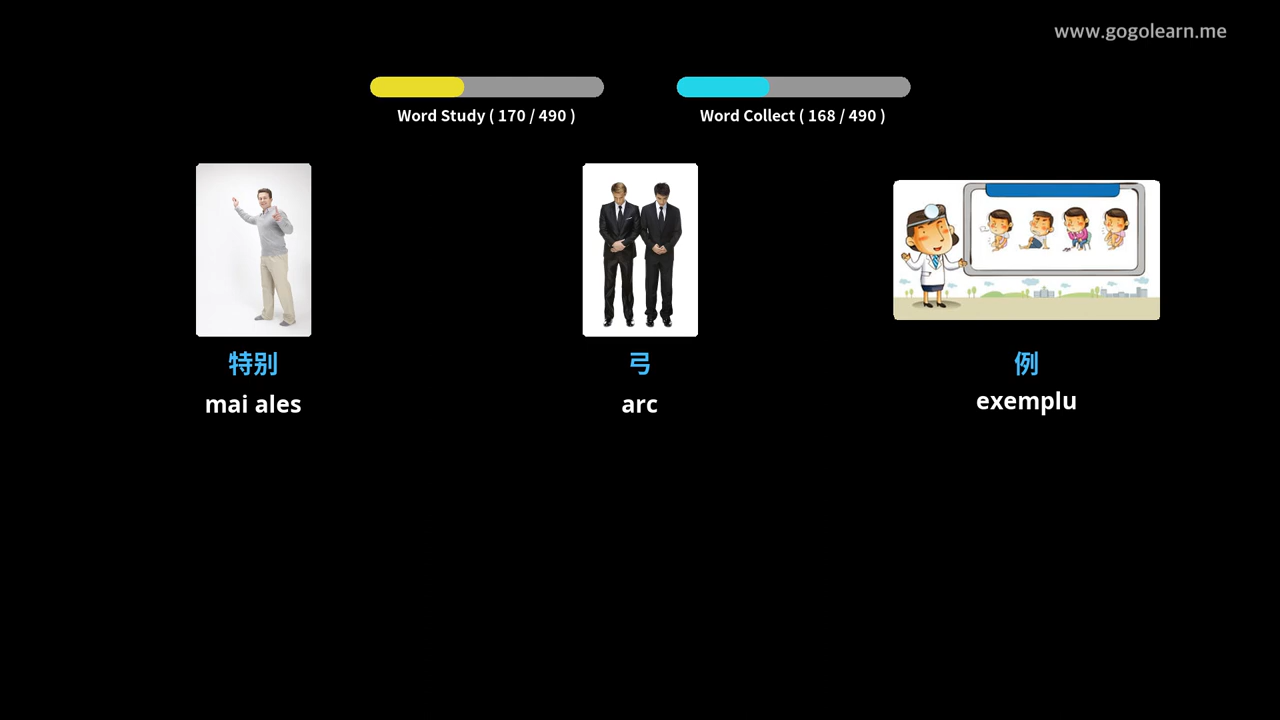 www.gogolearn.me
Word Study ( 170 / 490 )
Word Collect ( 168 / 490 )
特别
mai ales
弓
arc
例
exemplu